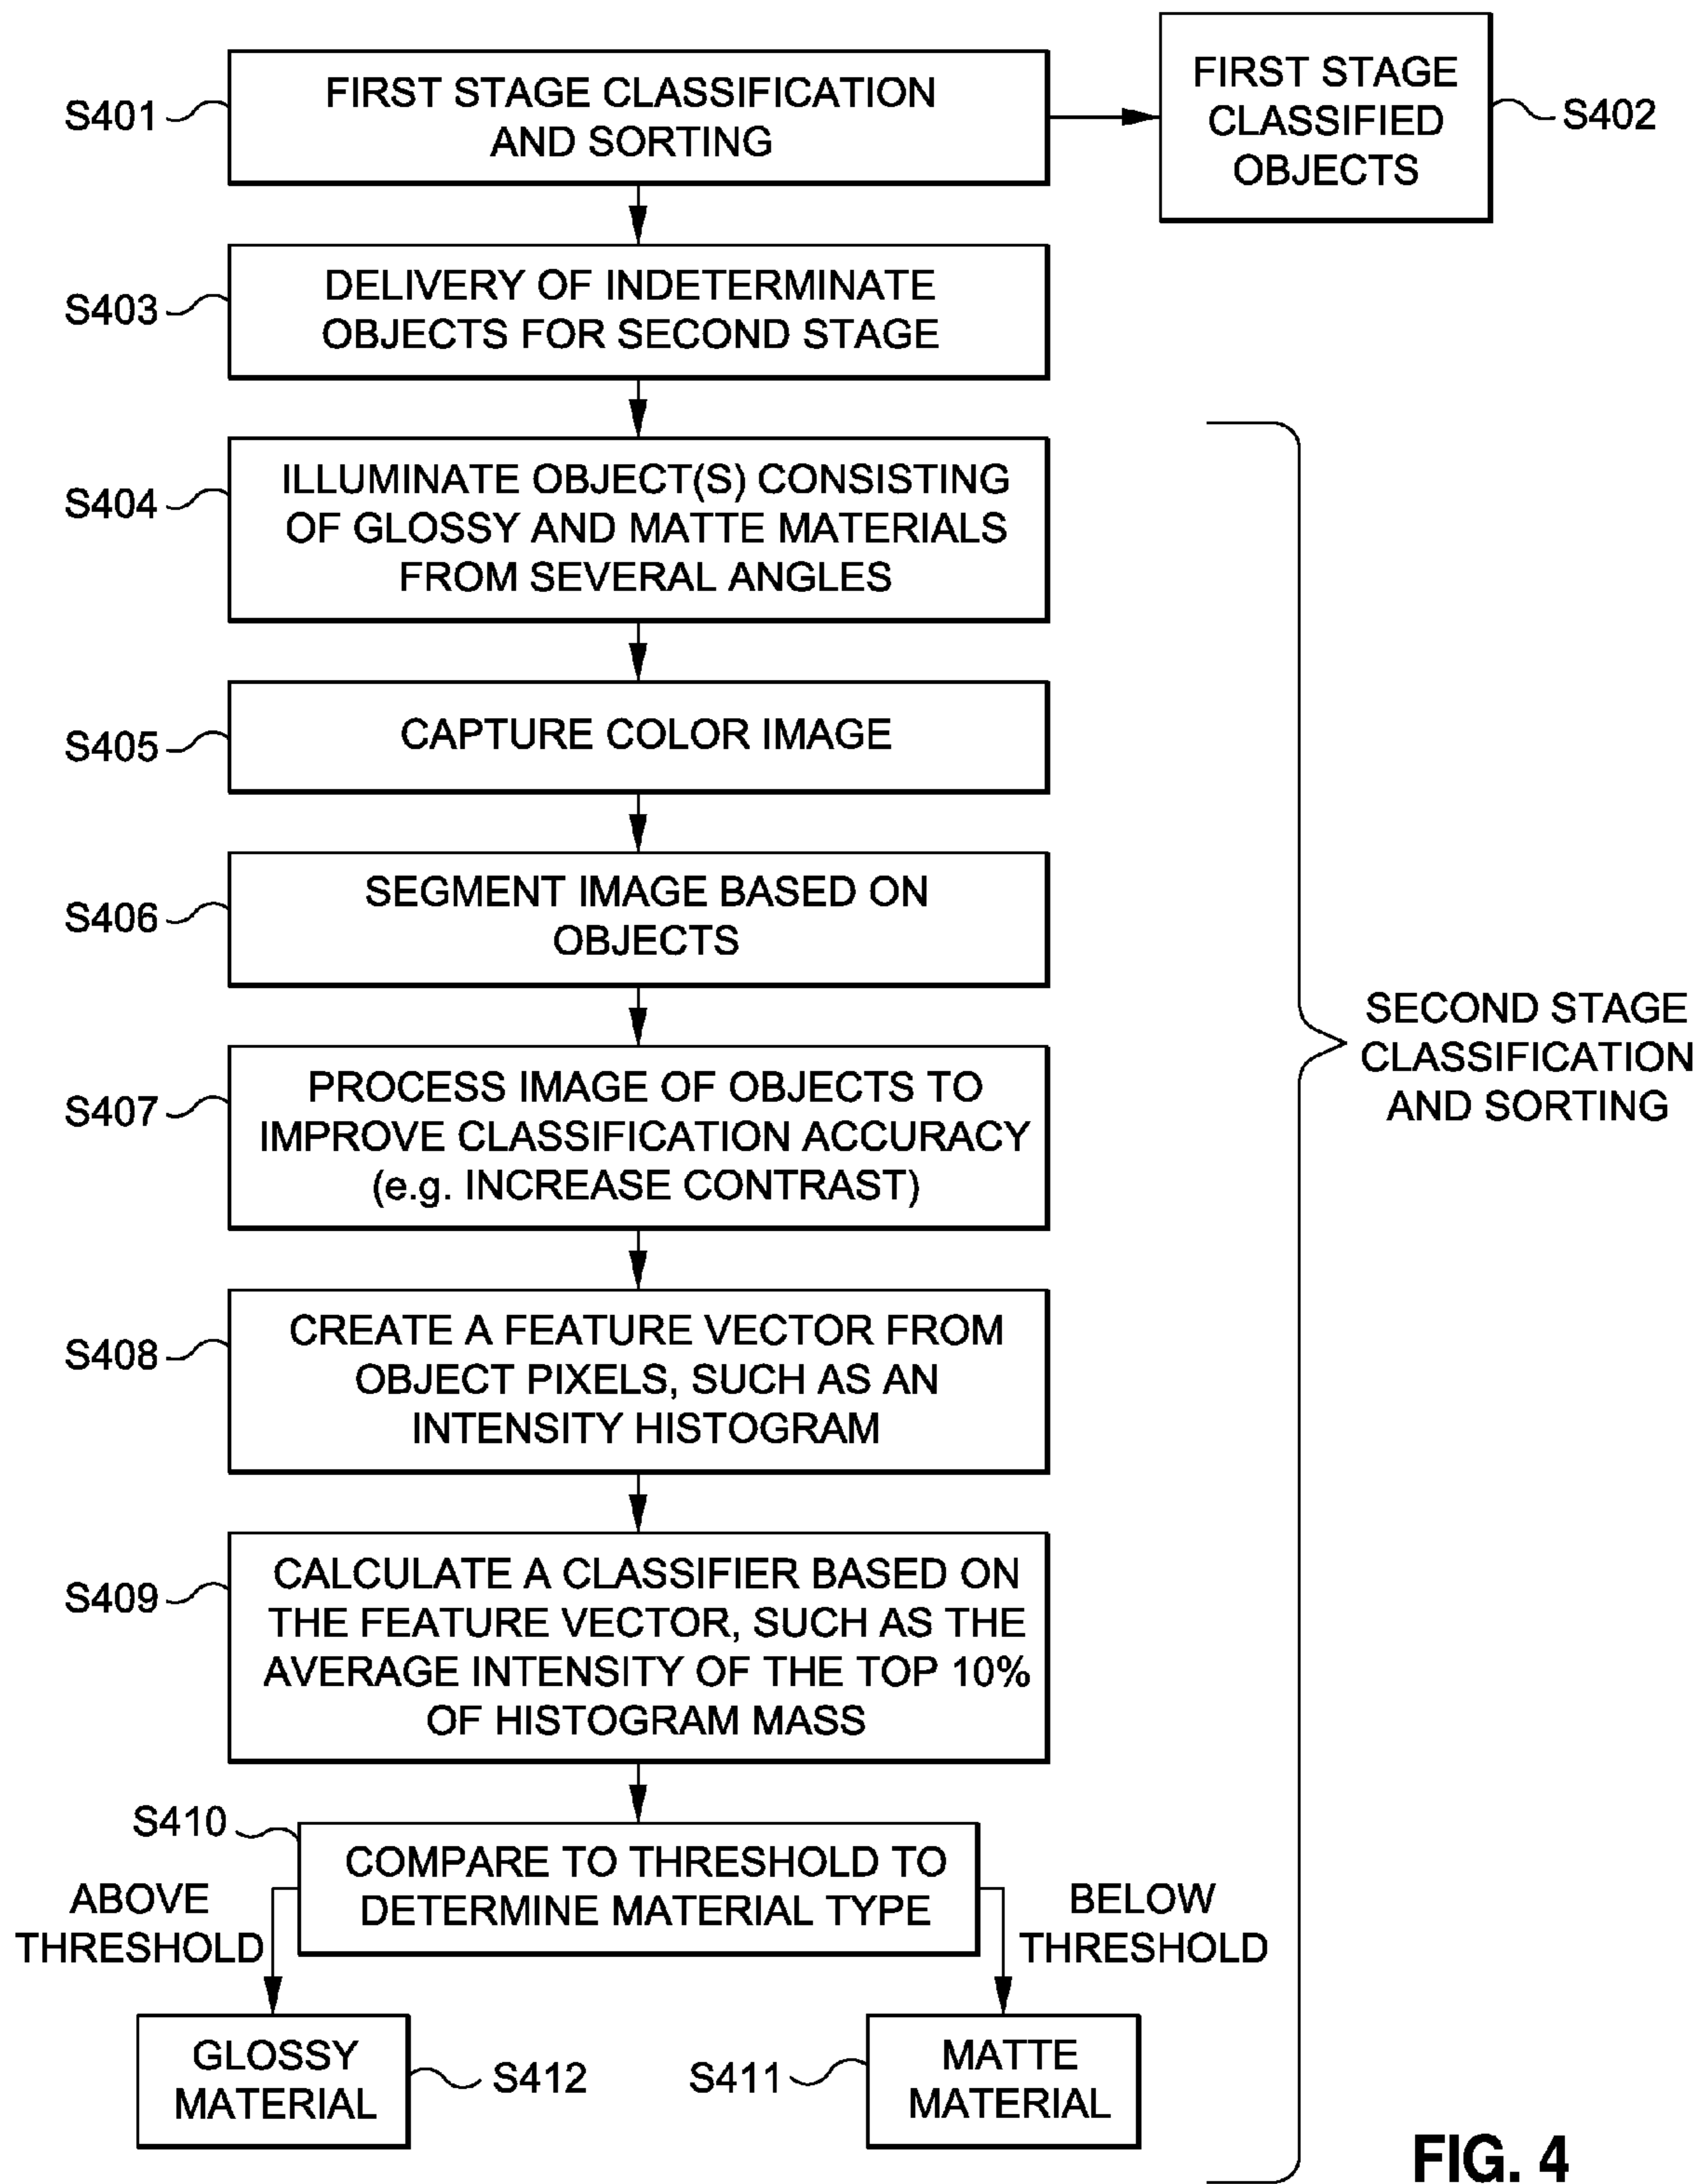 S401
FIRST STAGE CLASSIFICATION
AND SORTING
FIRST STAGE
CLASSIFIED
OBJECTS
S402
S403
DELIVERY OF INDETERMINATE
OBJECTS FOR SECOND STAGE
S404
ILLUMINATE OBJECT(S) CONSISTING
OF GLOSSY AND MATTE MATERIALS
FROM SEVERAL ANGLES
S405
CAPTURE COLOR IMAGE
S406
SEGMENT IMAGE BASED ON
OBJECTS
S407
PROCESS IMAGE OF OBJECTS TO
IMPROVE CLASSIFICATION ACCURACY
(e.g. INCREASE CONTRAST)
SECOND STAGE
CLASSIFICATION
AND SORTING
S408
CREATE A FEATURE VECTOR FROM
OBJECT PIXELS, SUCH AS AN
INTENSITY HISTOGRAM
S409
CALCULATE A CLASSIFIER BASED ON
THE FEATURE VECTOR, SUCH AS THE
AVERAGE INTENSITY OF THE TOP 10%
OF HISTOGRAM MASS
S410
COMPARE TO THRESHOLD TO
DETERMINE MATERIAL TYPE
ABOVE
THRESHOLD
BELOW
THRESHOLD
GLOSSY
MATERIAL
S412
S411
MATTE
MATERIAL
FIG. 4